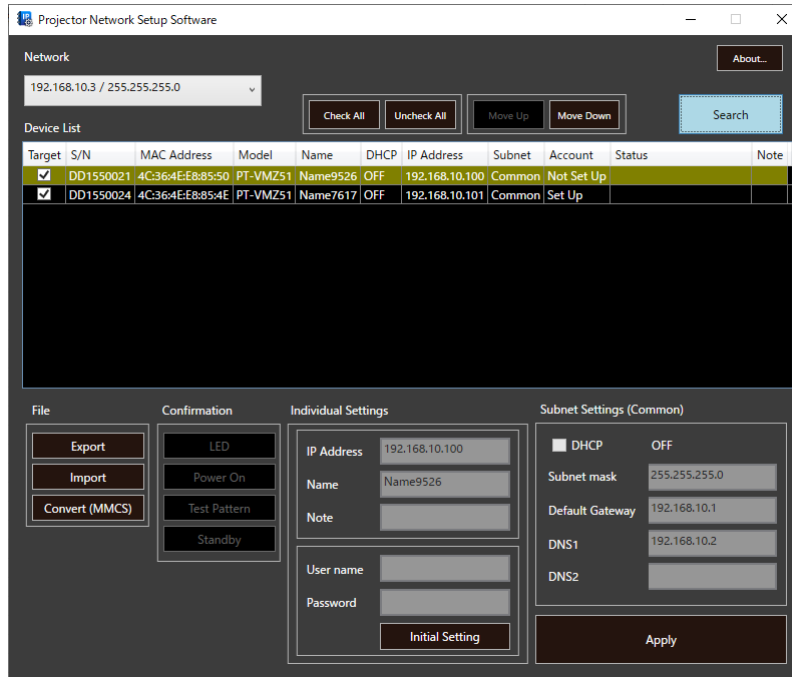 Projector Network Setup Software
Network
About...
192.168.10.3 / 255.255.255.0
Check All
Uncheck All
Move Up
Move Down
Search
Device List
Target S/N MAC Address Model Name DHCP IP Address Subnet Account Status Note
DD1550021 4C:36:4E:E8:85:50 PT-VMZ51 Name9526 OFF 192.168.10.100 Common Not Set Up
DD1550024 4C:36:4E:E8:85:4E PT-VMZ51 Name7617 OFF 192.168.10.101 Common Set Up
File
Export
Import
Convert (MMCS)
Confirmation
LED
Power On
Test Pattern
Standby
Individual Settings
IP Address 192.168.10.100
Name Name9526
Note
User name
Password
Initial Setting
Subnet Settings (Common)
DHCP OFF
Subnet mask 255.255.255.0
Default Gateway 192.168.10.1
DNS1 192.168.10.2
DNS2
Apply